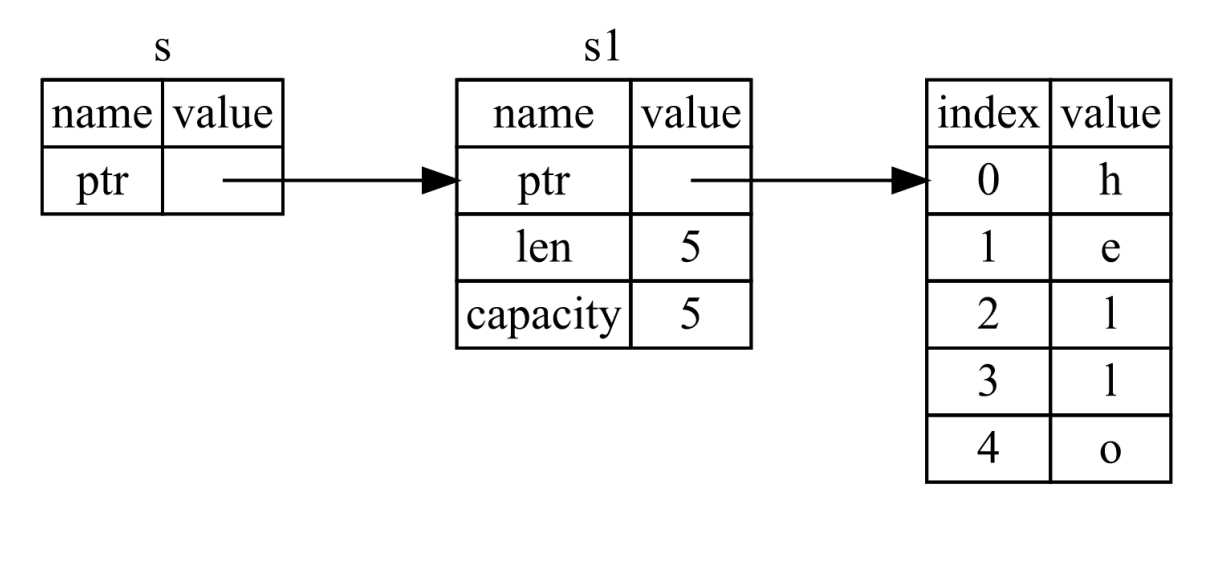 s
name value
ptr
s1
name value
ptr
len 5
capacity 5
index value
0 h
1 e
2 l
3 l
4 o